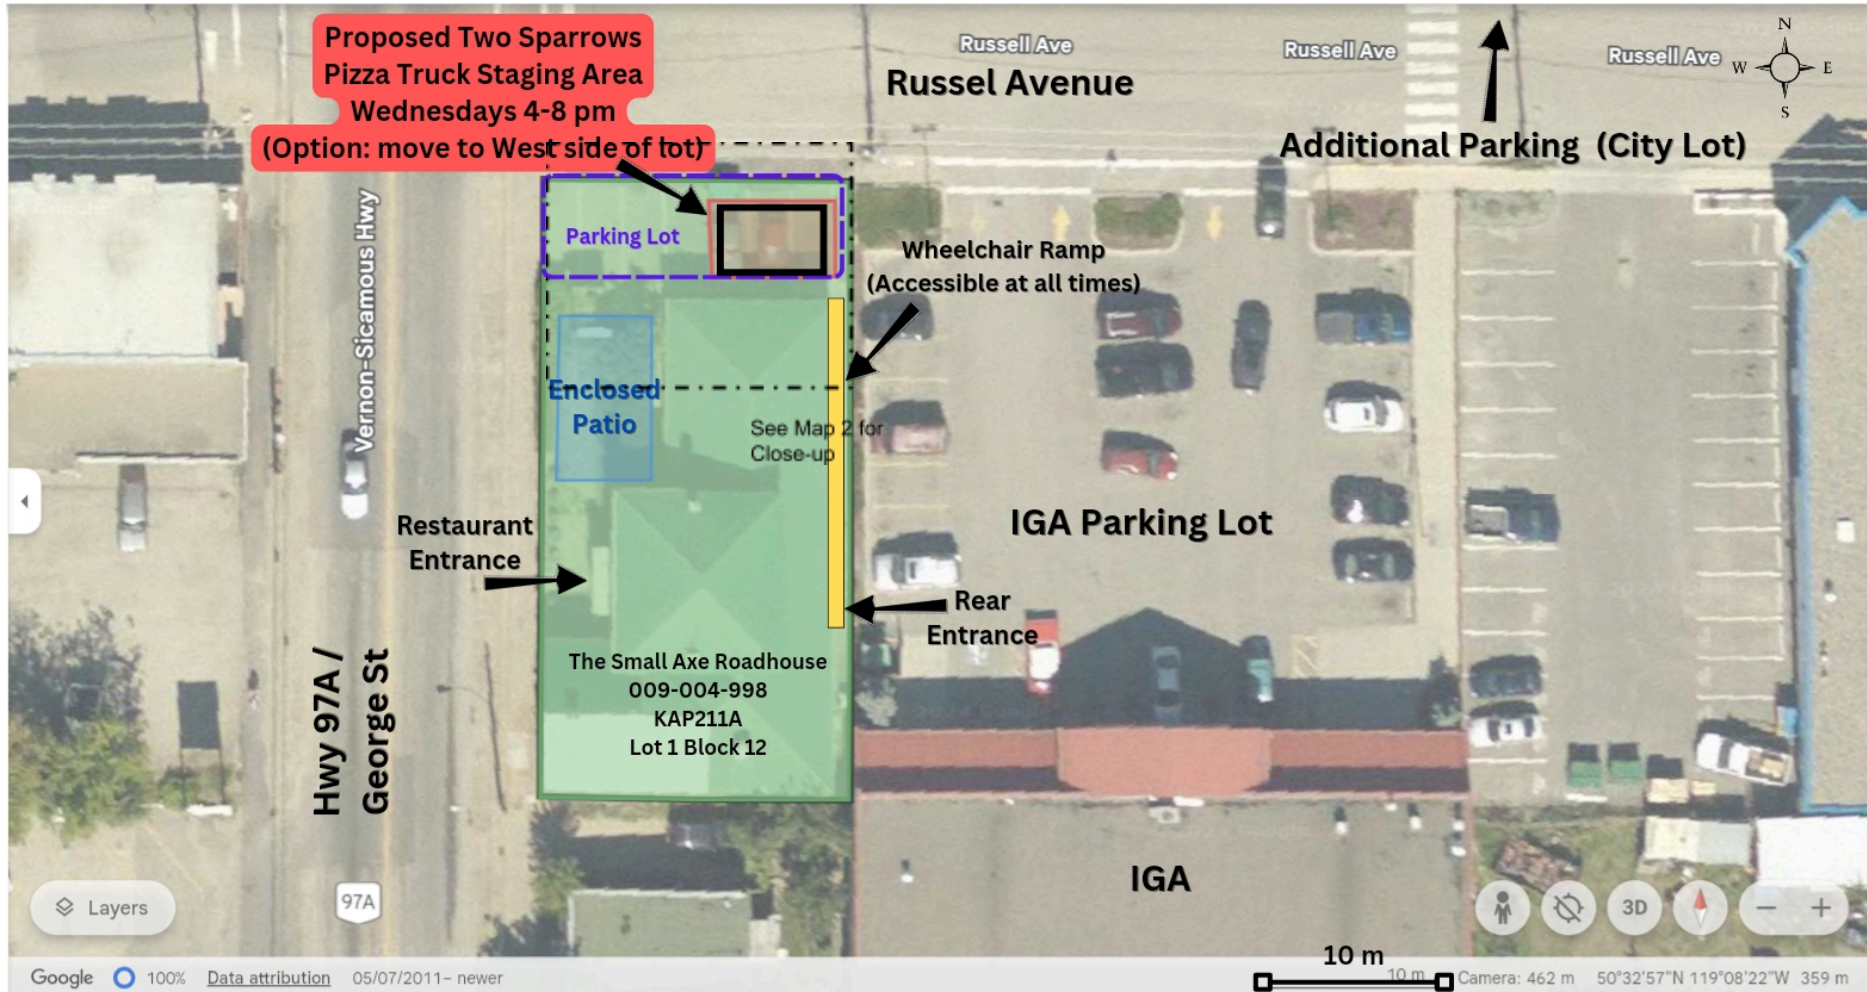 Proposed Two Sparrows
Pizza Truck Staging Area
Wednesdays 4-8 pm
(Option: move to West side of lot)
Russell Ave
Russell Ave
Russell Ave
Russel Avenue
N
W
E
S
Additional Parking (City Lot)
Vernon-Sicamous Hwy
Parking Lot
Wheelchair Ramp
(Accessible at all times)
Enclosed
Patio
See Map 2 for
Close-up
Restaurant
Entrance
IGA Parking Lot
Rear
Entrance
Hwy 97A /
George St
The Small Axe Roadhouse
009-004-998
KAP211A
Lot 1 Block 12
IGA
Layers
97A
3D
10 m
Google
100%
Data attribution
05/07/2011– newer
10 m
Camera: 462 m
50°32'57"N 119°08'22"W
359 m